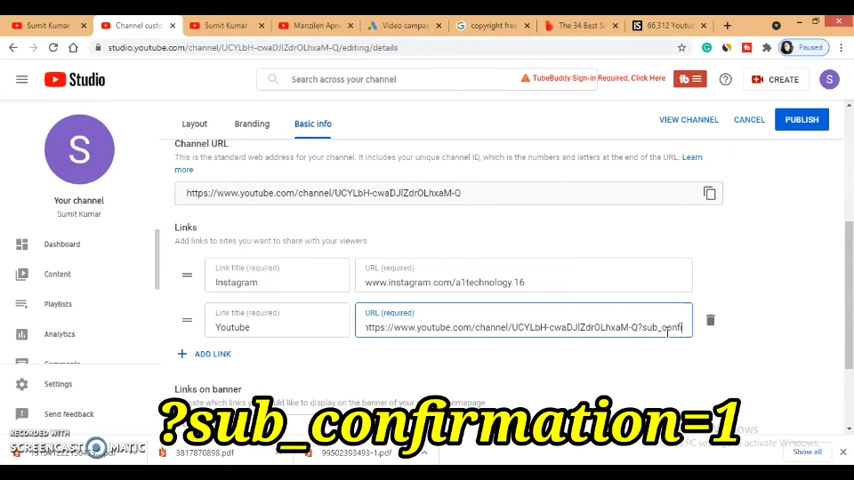 Sumit Kumar
Channel cust
Sumit Kumar
Manzilen Apn
Video campa
copyright free
The 34 Best Si
66,312 Youtu
studio.youtube.com/channel/UCYLbH-cwaDJlZdrOLhxaM-Q/editing/details
Paused
Studio
Search across your channel
TubeBuddy Sign-in Required, Click Here
CREATE
S
S
Your channel
Sumit Kumar
Dashboard
Content
Playlists
Analytics
Settings
Send feedback
Layout
Branding
Basic info
VIEW CHANNEL
CANCEL
PUBLISH
Channel URL
This is the standard web address for your channel. It includes your unique channel ID, which is the numbers and letters at the end of the URL. Learn
more
https://www.youtube.com/channel/UCYLbH-cwaDJlZdrOLhxaM-Q
Links
Add links to sites you want to share with your viewers
Link title (required)
Instagram
URL (required)
www.instagram.com/a1technology.16
Link title (required)
Youtube
URL (required)
https://www.youtube.com/channel/UCYLbH-cwaDJlZdrOLhxaM-Q?sub_confi
ADD LINK
Links on banner
?sub_confirmation=1
RECORDED WITH
SCREENCAST MATIC
3817870898.pdf
99502393493-1.pdf
Show all